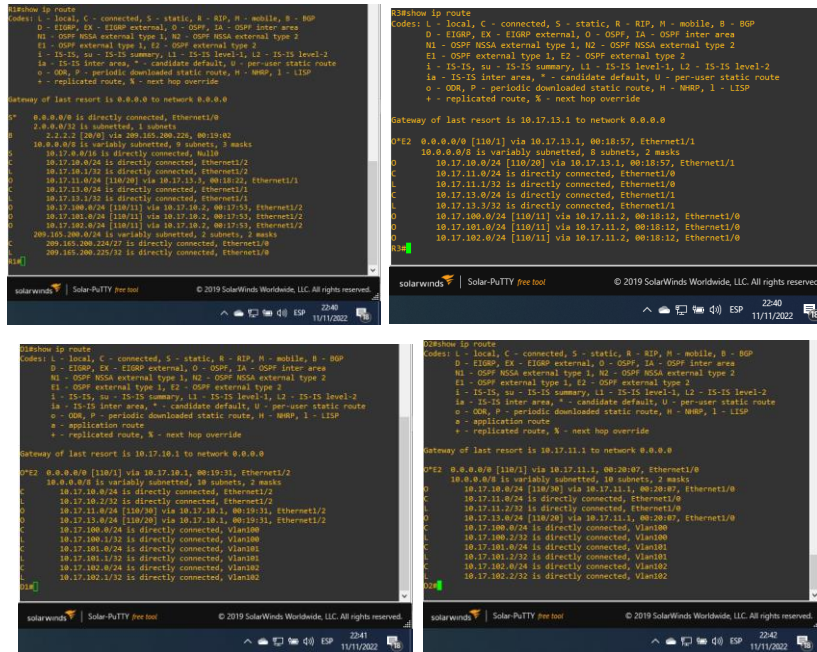 R1#show ip route
Codes: L - local, C - connected, S - static, R - RIP, M - mobile, B - BGP
D - EIGRP, EX - EIGRP external, O - OSPF, IA - OSPF inter area
N1 - OSPF NSSA external type 1, N2 - OSPF NSSA external type 2
E1 - OSPF external type 1, E2 - OSPF external type 2
i - IS-IS, su - IS-IS summary, L1 - IS-IS level-1, L2 - IS-IS level-2
ia - IS-IS inter area, * - candidate default, U - per-user static route
o - ODR, P - periodic downloaded static route, H - NHRP, l - LISP
+ - replicated route, % - next hop override
Gateway of last resort is 0.0.0.0 to network 0.0.0.0
S* 0.0.0.0/0 is directly connected, Ethernet1/0
2.0.0.0/32 is subnetted, 1 subnets
B 2.2.2.2 [20/0] via 209.165.200.226, 00:19:02
10.0.0.0/8 is variably subnetted, 9 subnets, 3 masks
S 10.17.0.0/16 is directly connected, Null0
C 10.17.10.0/24 is directly connected, Ethernet1/2
L 10.17.10.1/32 is directly connected, Ethernet1/2
O 10.17.11.0/24 [110/20] via 10.17.13.3, 00:18:22, Ethernet1/1
C 10.17.13.0/24 is directly connected, Ethernet1/1
L 10.17.13.1/32 is directly connected, Ethernet1/1
O 10.17.100.0/24 [110/11] via 10.17.10.2, 00:17:53, Ethernet1/2
O 10.17.101.0/24 [110/11] via 10.17.10.2, 00:17:53, Ethernet1/2
O 10.17.102.0/24 [110/11] via 10.17.10.2, 00:17:53, Ethernet1/2
209.165.200.0/24 is variably subnetted, 2 subnets, 2 masks
C 209.165.200.224/27 is directly connected, Ethernet1/0
L 209.165.200.225/32 is directly connected, Ethernet1/0
R1#
solarwinds | Solar-PuTTY free tool © 2019 SolarWinds Worldwide, LLC. All rights reserved.
ESP 22:40
11/11/2022
R3#show ip route
Codes: L - local, C - connected, S - static, R - RIP, M - mobile, B - BGP
D - EIGRP, EX - EIGRP external, O - OSPF, IA - OSPF inter area
N1 - OSPF NSSA external type 1, N2 - OSPF NSSA external type 2
E1 - OSPF external type 1, E2 - OSPF external type 2
i - IS-IS, su - IS-IS summary, L1 - IS-IS level-1, L2 - IS-IS level-2
ia - IS-IS inter area, * - candidate default, U - per-user static route
o - ODR, P - periodic downloaded static route, H - NHRP, l - LISP
+ - replicated route, % - next hop override
Gateway of last resort is 10.17.13.1 to network 0.0.0.0
O*E2 0.0.0.0/0 [110/1] via 10.17.13.1, 00:18:57, Ethernet1/1
10.0.0.0/8 is variably subnetted, 8 subnets, 2 masks
O 10.17.10.0/24 [110/20] via 10.17.13.1, 00:18:57, Ethernet1/1
C 10.17.11.0/24 is directly connected, Ethernet1/0
L 10.17.11.1/32 is directly connected, Ethernet1/0
C 10.17.13.0/24 is directly connected, Ethernet1/1
L 10.17.13.3/32 is directly connected, Ethernet1/1
O 10.17.100.0/24 [110/11] via 10.17.11.2, 00:18:12, Ethernet1/0
O 10.17.101.0/24 [110/11] via 10.17.11.2, 00:18:12, Ethernet1/0
O 10.17.102.0/24 [110/11] via 10.17.11.2, 00:18:12, Ethernet1/0
R3#
solarwinds | Solar-PuTTY free tool © 2019 SolarWinds Worldwide, LLC. All rights reserved
ESP 22:40
11/11/2022
D1#show ip route
Codes: L - local, C - connected, S - static, R - RIP, M - mobile, B - BGP
D - EIGRP, EX - EIGRP external, O - OSPF, IA - OSPF inter area
N1 - OSPF NSSA external type 1, N2 - OSPF NSSA external type 2
E1 - OSPF external type 1, E2 - OSPF external type 2
i - IS-IS, su - IS-IS summary, L1 - IS-IS level-1, L2 - IS-IS level-2
ia - IS-IS inter area, * - candidate default, U - per-user static route
o - ODR, P - periodic downloaded static route, H - NHRP, l - LISP
a - application route
+ - replicated route, % - next hop override
Gateway of last resort is 10.17.10.1 to network 0.0.0.0
O*E2 0.0.0.0/0 [110/1] via 10.17.10.1, 00:19:31, Ethernet1/2
10.0.0.0/8 is variably subnetted, 10 subnets, 2 masks
C 10.17.10.0/24 is directly connected, Ethernet1/2
L 10.17.10.2/32 is directly connected, Ethernet1/2
O 10.17.11.0/24 [110/30] via 10.17.10.1, 00:19:31, Ethernet1/2
O 10.17.13.0/24 [110/20] via 10.17.10.1, 00:19:31, Ethernet1/2
C 10.17.100.0/24 is directly connected, Vlan100
L 10.17.100.1/32 is directly connected, Vlan100
C 10.17.101.0/24 is directly connected, Vlan101
L 10.17.101.1/32 is directly connected, Vlan101
C 10.17.102.0/24 is directly connected, Vlan102
L 10.17.102.1/32 is directly connected, Vlan102
D1#
solarwinds | Solar-PuTTY free tool © 2019 SolarWinds Worldwide, LLC. All rights reserved.
ESP 22:41
11/11/2022
D2#show ip route
Codes: L - local, C - connected, S - static, R - RIP, M - mobile, B - BGP
D - EIGRP, EX - EIGRP external, O - OSPF, IA - OSPF inter area
N1 - OSPF NSSA external type 1, N2 - OSPF NSSA external type 2
E1 - OSPF external type 1, E2 - OSPF external type 2
i - IS-IS, su - IS-IS summary, L1 - IS-IS level-1, L2 - IS-IS level-2
ia - IS-IS inter area, * - candidate default, U - per-user static route
o - ODR, P - periodic downloaded static route, H - NHRP, l - LISP
a - application route
+ - replicated route, % - next hop override
Gateway of last resort is 10.17.11.1 to network 0.0.0.0
O*E2 0.0.0.0/0 [110/1] via 10.17.11.1, 00:20:07, Ethernet1/0
10.0.0.0/8 is variably subnetted, 10 subnets, 2 masks
O 10.17.10.0/24 [110/30] via 10.17.11.1, 00:20:07, Ethernet1/0
C 10.17.11.0/24 is directly connected, Ethernet1/0
L 10.17.11.2/32 is directly connected, Ethernet1/0
O 10.17.13.0/24 [110/20] via 10.17.11.1, 00:20:07, Ethernet1/0
C 10.17.100.0/24 is directly connected, Vlan100
L 10.17.100.2/32 is directly connected, Vlan100
C 10.17.101.0/24 is directly connected, Vlan101
L 10.17.101.2/32 is directly connected, Vlan101
C 10.17.102.0/24 is directly connected, Vlan102
L 10.17.102.2/32 is directly connected, Vlan102
D2#
solarwinds | Solar-PuTTY free tool © 2019 SolarWinds Worldwide, LLC. All rights reserved.
ESP 22:42
11/11/2022